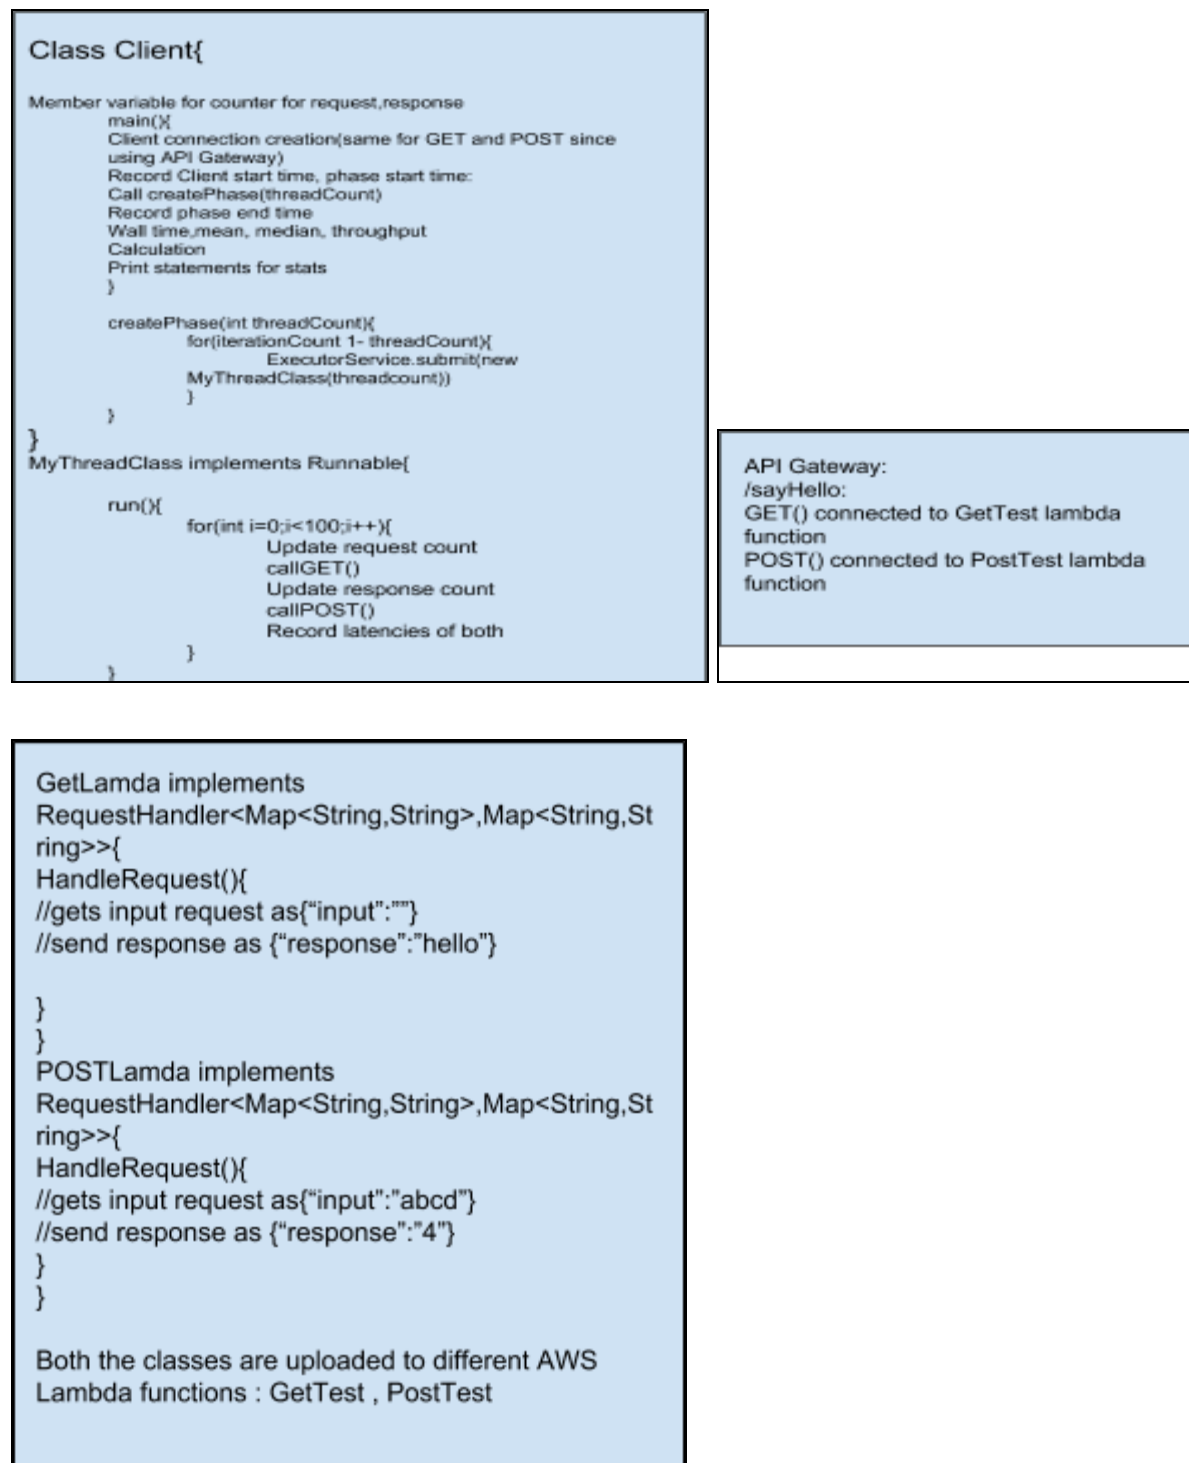 Class Client{
Member variable for counter for request,response
main(){
Client connection creation(same for GET and POST since
using API Gateway)
Record Client start time, phase start time:
Call createPhase(threadCount)
Record phase end time
Wall time,mean, median, throughput
Calculation
Print statements for stats
}
createPhase(int threadCount){
for(iterationCount 1- threadCount){
ExecutorService.submit(new
MyThreadClass(threadcount))
}
}
}
MyThreadClass implements Runnable{
run(){
for(int i=0;i<100;i++){
Update request count
callGET()
Update response count
callPOST()
Record latencies of both
}
}
API Gateway:
/sayHello:
GET() connected to GetTest lambda
function
POST() connected to PostTest lambda
function
GetLamda implements
RequestHandler<Map<String,String>,Map<String,St
ring>>{
HandleRequest(){
//gets input request as{“input”:””}
//send response as {“response”:”hello”}
}
}
POSTLamda implements
RequestHandler<Map<String,String>,Map<String,St
ring>>{
HandleRequest(){
//gets input request as{“input”:”abcd”}
//send response as {“response”:”4”}
}
}
Both the classes are uploaded to different AWS
Lambda functions : GetTest , PostTest